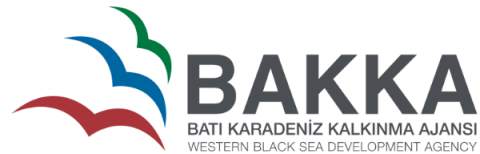 BAKKA
BATI KARADENİZ KALKINMA AJANSI
WESTERN BLACK SEA DEVELOPMENT AGENCY